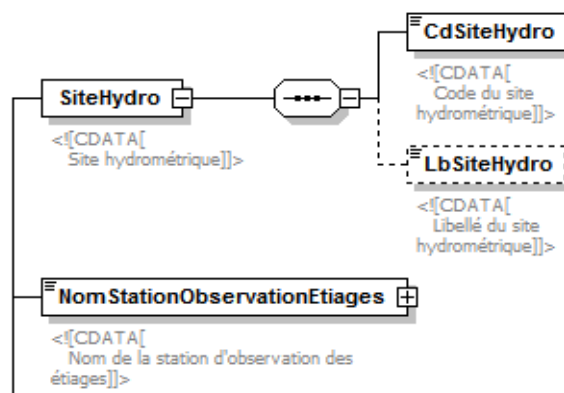 CdSiteHydro
<![CDATA[
Code du site
hydrométrique]]>
SiteHydro
<![CDATA[
Site hydrométrique]]>
LbSiteHydro
<![CDATA[
Libellé du site
hydrométrique]]>
NomStationObservationEtiages
<![CDATA[
Nom de la station d'observation des
étiages]]>